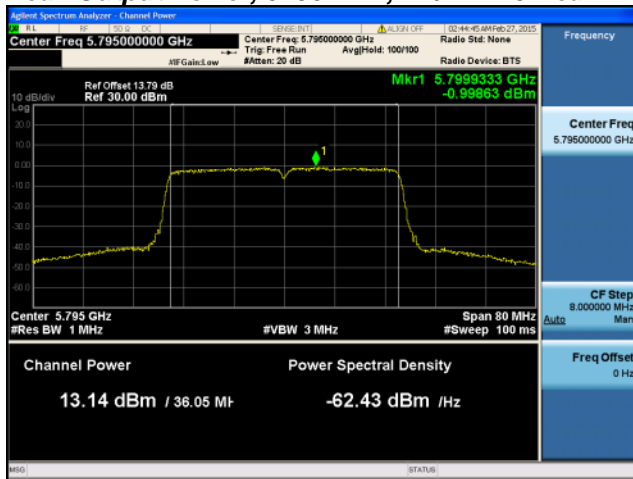 Agilent Spectrum Analyzer - Channel Power
RL RF 50 Ω DC SENSE:INT ALIGN OFF 02:44:45 AM Feb 27, 2015
Center Freq 5.795000000 GHz
Center Freq: 5.795000000 GHz Radio Std: None
Trig: Free Run Avg|Hold: 100/100
#IFGain:Low #Atten: 20 dB Radio Device: BTS
Ref Offset 13.79 dB
Ref 30.00 dBm
10 dB/div
Log
Mkr1 5.7999333 GHz
-0.99863 dBm
20.0
10.0
0.00
-10.0
-20.0
-30.0
-40.0
-50.0
-60.0
1
Center 5.795 GHz Span 80 MHz
#Res BW 1 MHz #VBW 3 MHz #Sweep 100 ms
Channel Power Power Spectral Density
13.14 dBm / 36.05 MH -62.43 dBm /Hz
MSG STATUS
Frequency
Center Freq
5.795000000 GHz
CF Step
8.000000 MHz
Auto Man
Freq Offset
0 Hz